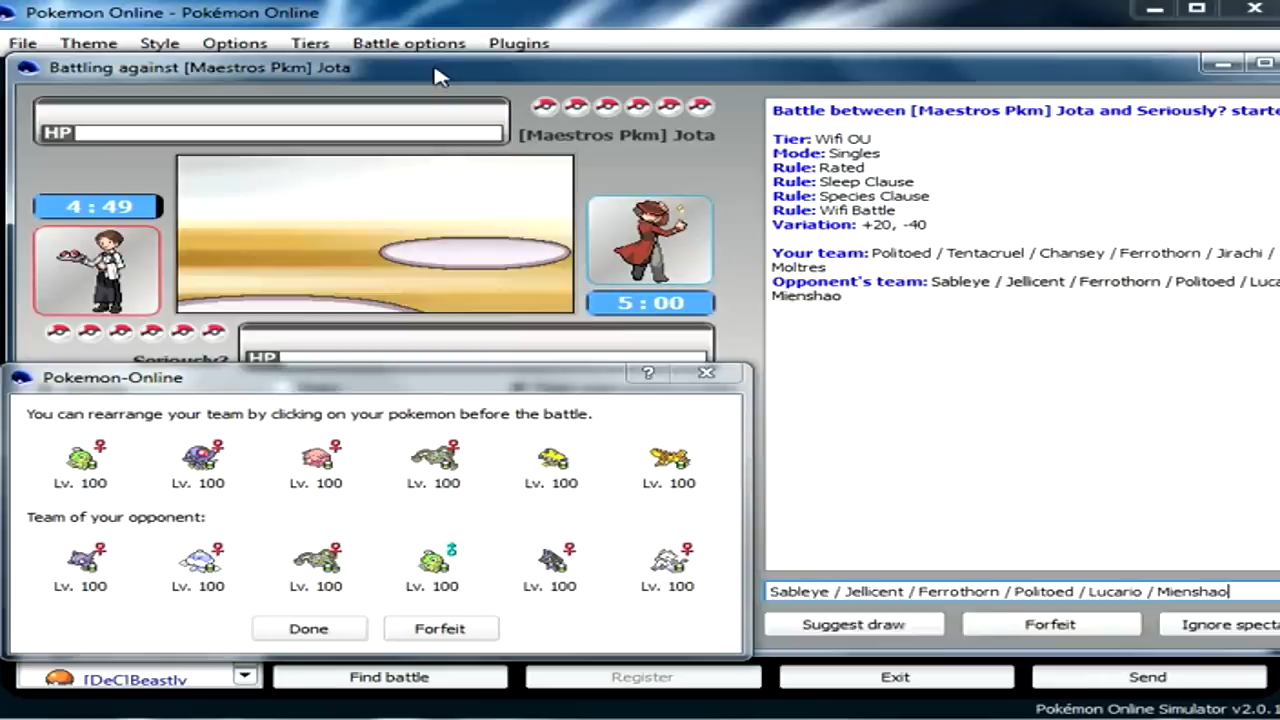 Pokemon Online - Pokémon Online
File Theme Style Options Tiers Battle options Plugins
Battling against [Maestros Pkm] Jota
HP
[Maestros Pkm] Jota
4:49
5:00
Seriously?
HP
Battle between [Maestros Pkm] Jota and Seriously? starte
Tier: Wifi OU
Mode: Singles
Rule: Rated
Rule: Sleep Clause
Rule: Species Clause
Rule: Wifi Battle
Variation: +20, -40
Your team: Politoed / Tentacruel / Chansey / Ferrothorn / Jirachi /
Moltres
Opponent's team: Sableye / Jellicent / Ferrothorn / Politoed / Luca
Mienshao
Pokemon-Online
You can rearrange your team by clicking on your pokemon before the battle.
Lv. 100 Lv. 100 Lv. 100 Lv. 100 Lv. 100 Lv. 100
Team of your opponent:
Lv. 100 Lv. 100 Lv. 100 Lv. 100 Lv. 100 Lv. 100
Done Forfeit
Sableye / Jellicent / Ferrothorn / Politoed / Lucario / Mienshao
Suggest draw Forfeit Ignore specta
[DeC]Beastly Find battle Register Exit Send
Pokémon Online Simulator v2.0.1